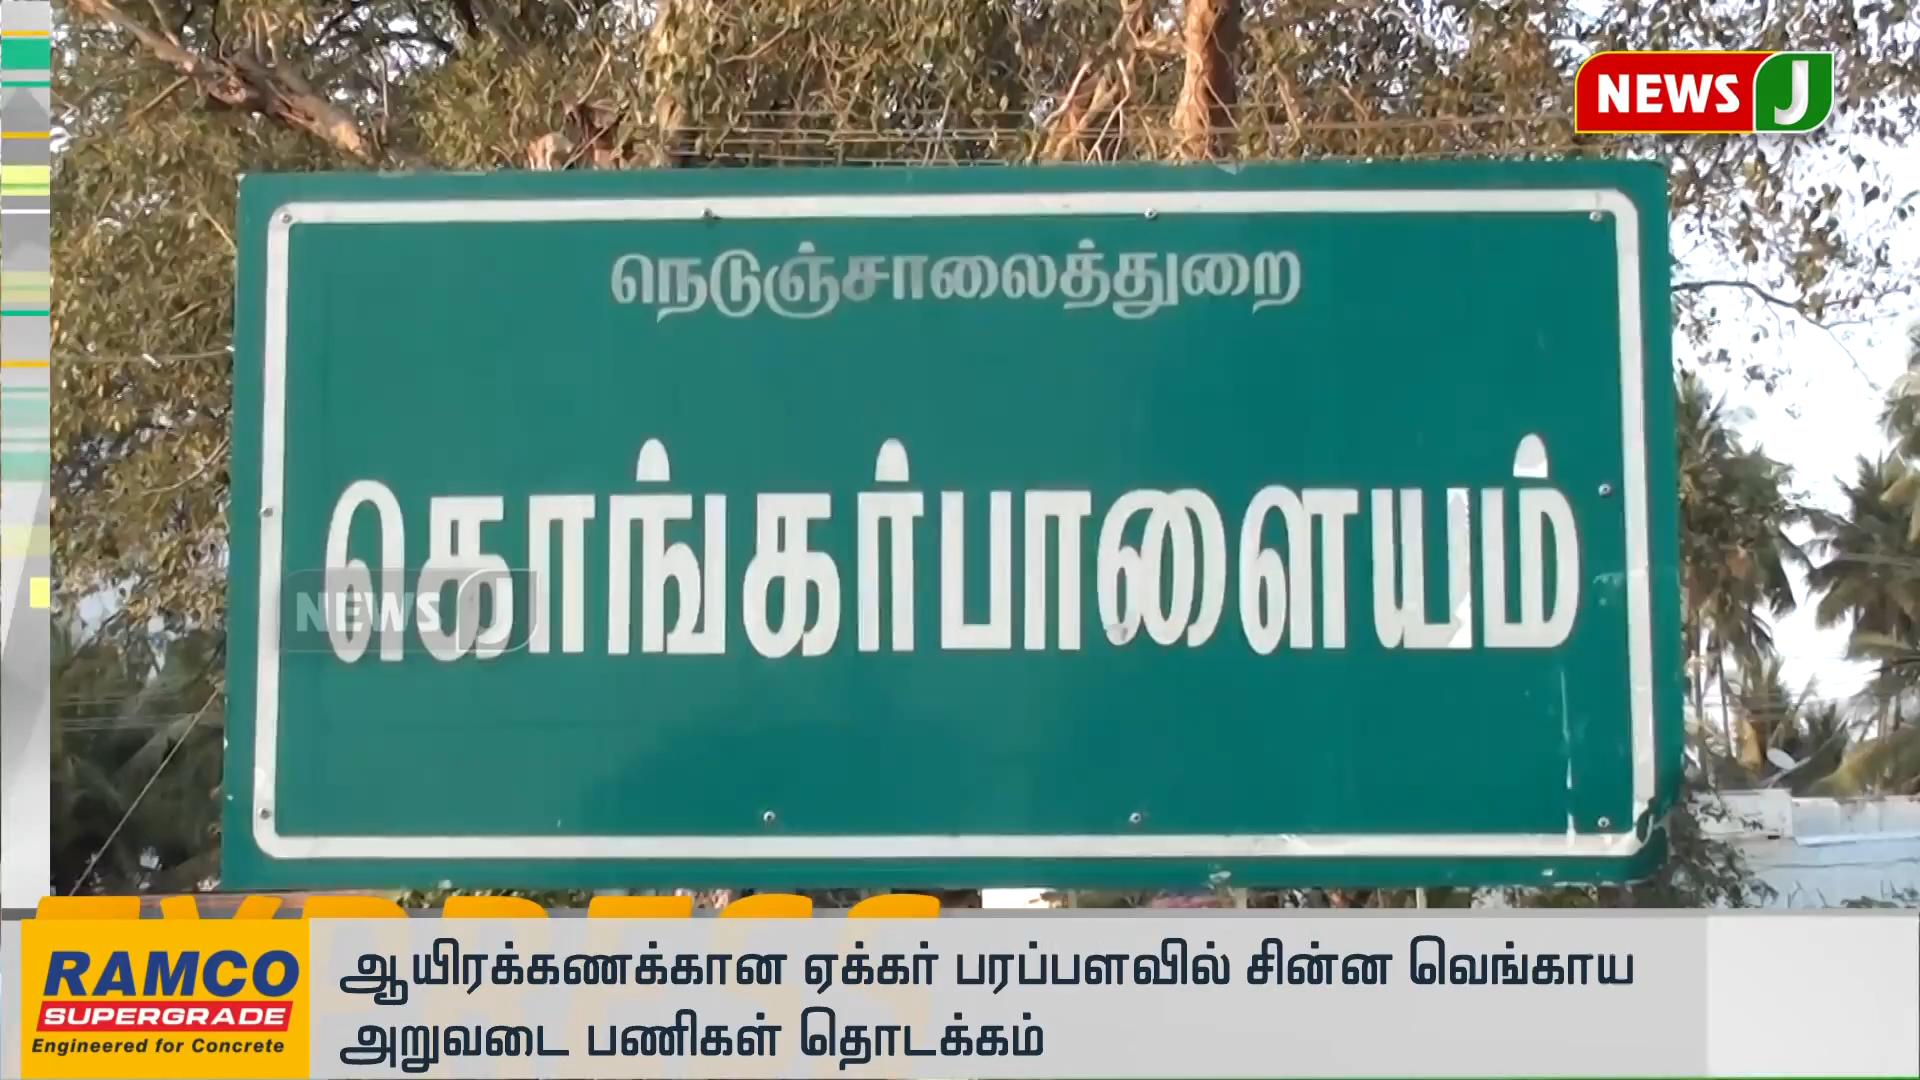 NEWS J
நெடுஞ்சாலைத்துறை
கொங்கர்பாளையம்
NEWS J
EXPRESS
RAMCO
SUPERGRADE
Engineered for Concrete
ஆயிரக்கணக்கான ஏக்கர் பரப்பளவில் சின்ன வெங்காய
அறுவடை பணிகள் தொடக்கம்